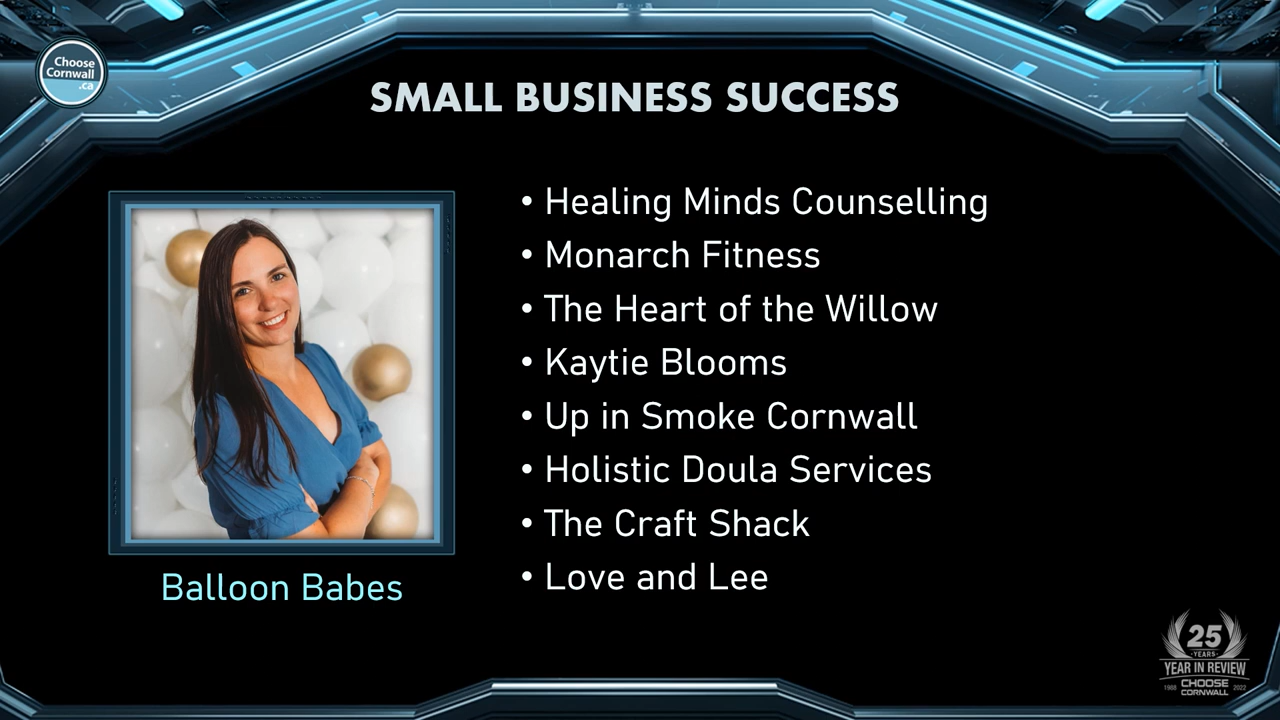 Choose
Cornwall
.ca
SMALL BUSINESS SUCCESS
• Healing Minds Counselling
• Monarch Fitness
• The Heart of the Willow
• Kaytie Blooms
• Up in Smoke Cornwall
• Holistic Doula Services
• The Craft Shack
• Love and Lee
Balloon Babes
25
-YEARS-
YEAR IN REVIEW
CHOOSE
CORNWALL
2022